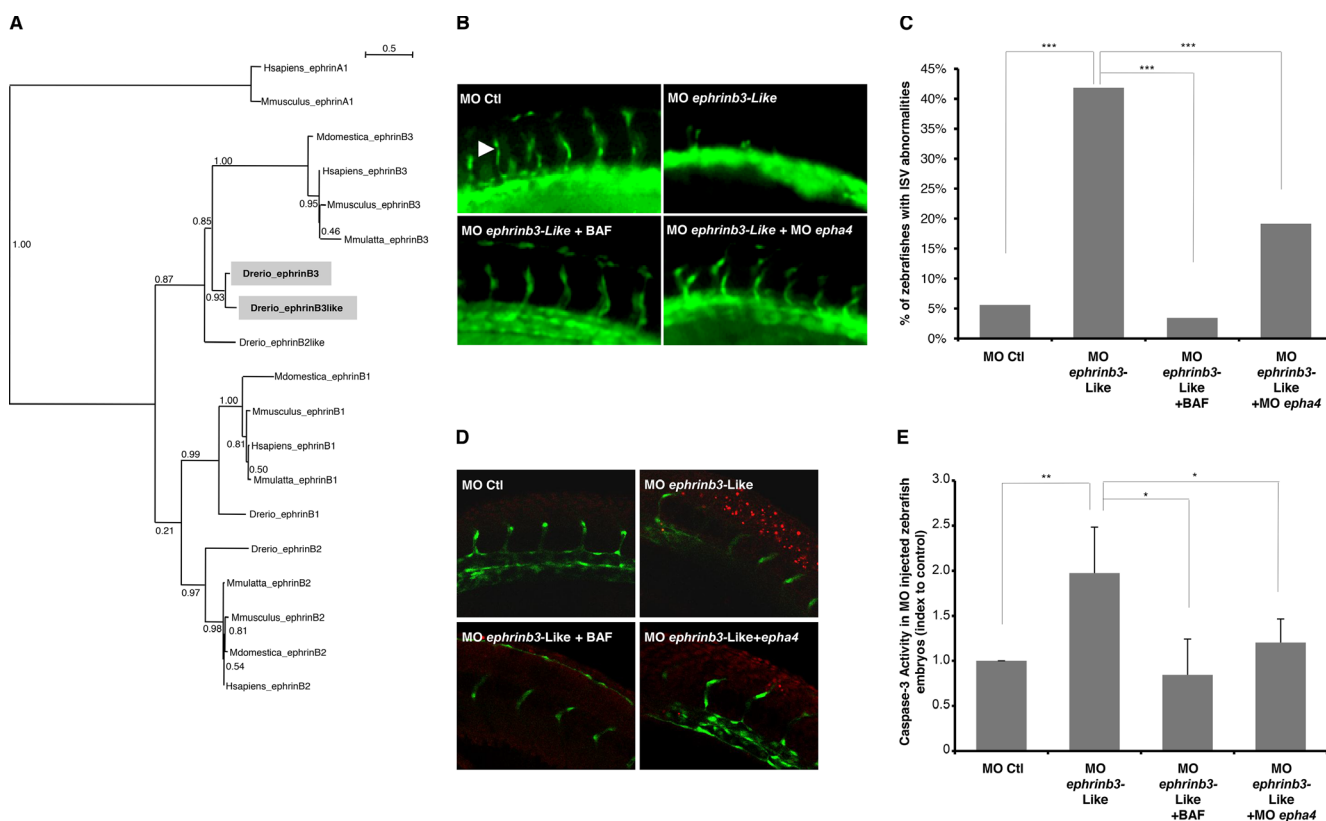 A
0.5
Hsapiens_ephrinA1
Mmusculus_ephrinA1
Mdomestica_ephrinB3
1.00
Hsapiens_ephrinB3
0.95
Mmusculus_ephrinB3
0.46
Mmulatta_ephrinB3
0.85
1.00
0.87
Drerio_ephrinB3
0.93
Drerio_ephrinB3like
Drerio_ephrinB2like
Mdomestica_ephrinB1
1.00
Mmusculus_ephrinB1
0.81
Hsapiens_ephrinB1
0.99
0.50
Mmulatta_ephrinB1
Drerio_ephrinB1
0.21
Drerio_ephrinB2
0.97
Mmulatta_ephrinB2
Mmusculus_ephrinB2
0.98
0.81
Mdomestica_ephrinB2
0.54
Hsapiens_ephrinB2
B
MO Ctl
MO ephrinb3-Like
MO ephrinb3-Like + BAF
MO ephrinb3-Like + MO epha4
C
% of zebrafishes with ISV abnormalities
45%
40%
35%
30%
25%
20%
15%
10%
5%
0%
***
***
***
MO Ctl
MO
ephrinb3-
Like
MO
ephrinb3-
Like
+BAF
MO
ephrinb3-
Like
+MO epha4
D
MO Ctl
MO ephrinb3-Like
MO ephrinb3-Like + BAF
MO ephrinb3-Like+epha4
E
Caspase-3 Activity in MO injected zebrafish
embryos (index to control)
3.0
2.5
2.0
1.5
1.0
0.5
0
**
*
*
MO Ctl
MO
ephrinb3-
Like
MO
ephrinb3-
Like
+BAF
MO
ephrinb3-
Like
+MO epha4